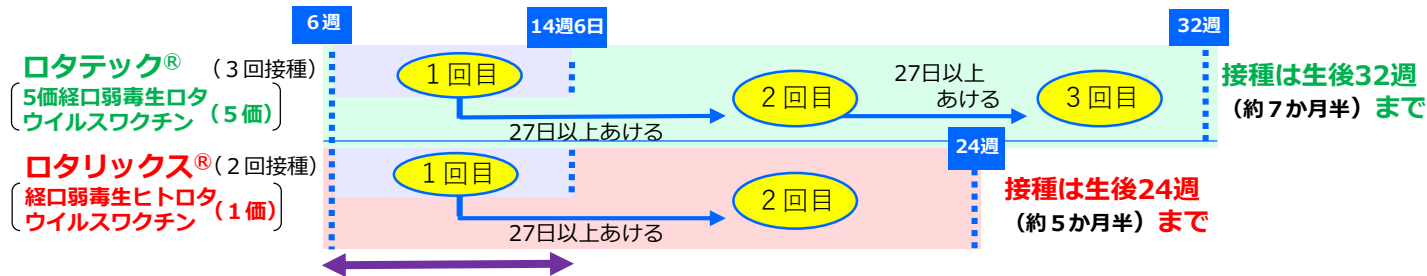 6週
14週6日
32週
ロタテック® (3回接種)
5価経口弱毒生ロタ
ウイルスワクチン (5価)
1回目
27日以上あける
2回目
27日以上
あける
3回目
接種は生後32週
(約7か月半) まで
ロタリックス® (2回接種)
経口弱毒生ヒトロタ
ウイルスワクチン (1価)
1回目
27日以上あける
2回目
24週
接種は生後24週
(約5か月半) まで